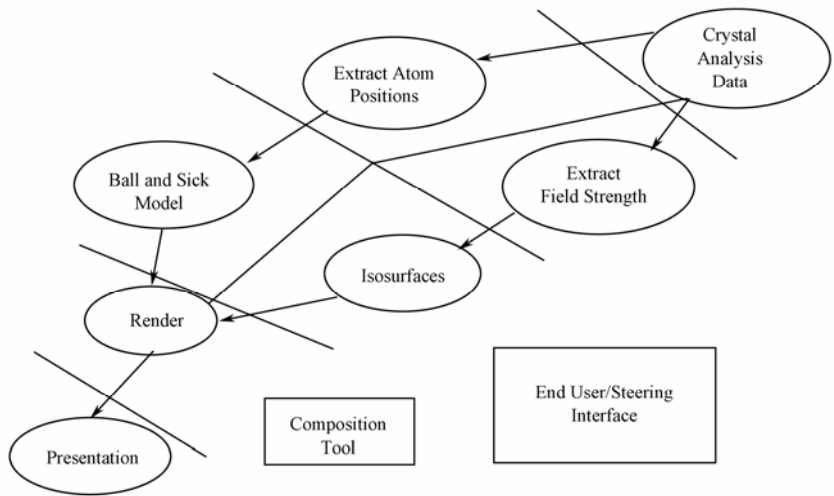 Crystal
Analysis
Data
Extract Atom
Positions
Extract
Field Strength
Ball and Sick
Model
Isosurfaces
Render
End User/Steering
Interface
Composition
Tool
Presentation